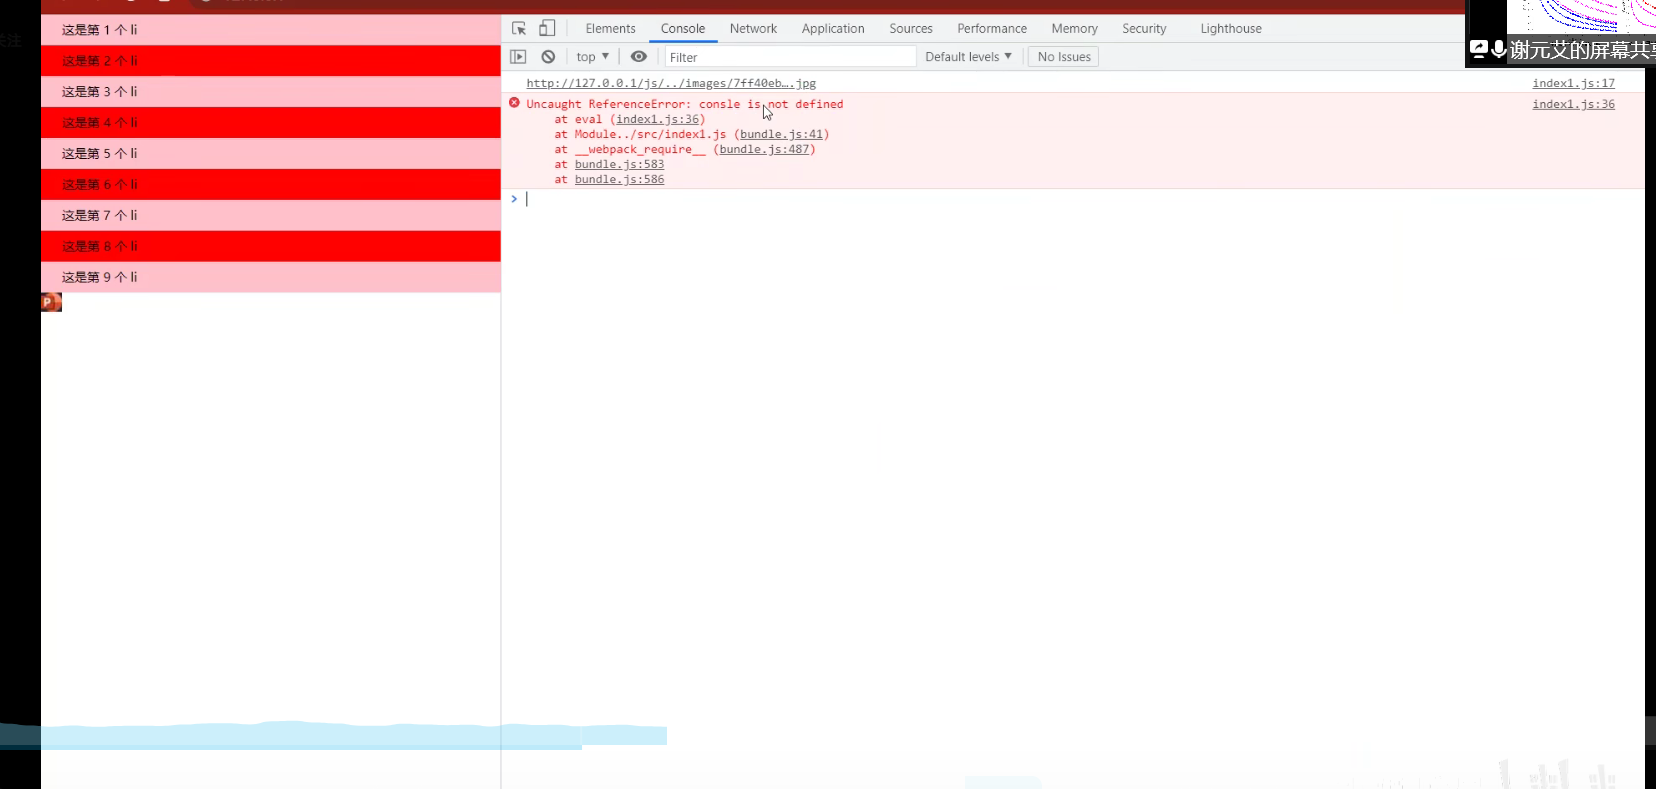 这是第 1 个 li
这是第 2 个 li
这是第 3 个 li
这是第 4 个 li
这是第 5 个 li
这是第 6 个 li
这是第 7 个 li
这是第 8 个 li
这是第 9 个 li
P
Elements Console Network Application Sources Performance Memory Security Lighthouse
top Filter Default levels No Issues
http://127.0.0.1/js/../images/7ff40eb….jpg index1.js:17
Uncaught ReferenceError: consle is not defined index1.js:36
at eval (index1.js:36)
at Module../src/index1.js (bundle.js:41)
at __webpack_require__ (bundle.js:487)
at bundle.js:583
at bundle.js:586
>
谢元艾的屏幕共享